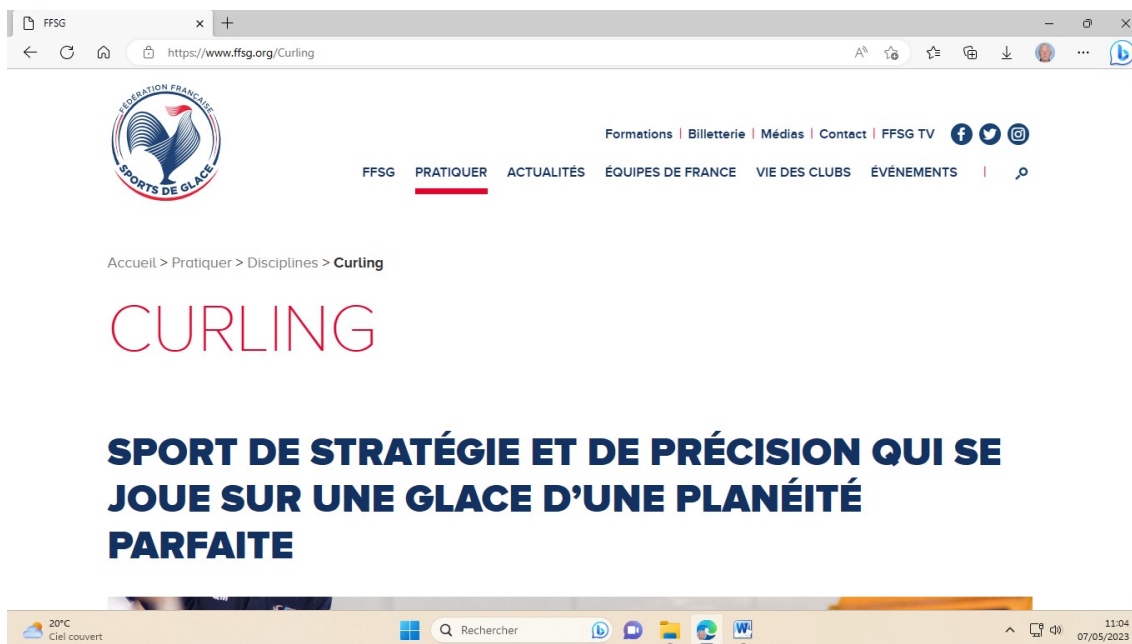 FFSG
https://www.ffsg.org/Curling
FÉDÉRATION FRANÇAISE
SPORTS DE GLACE
Formations | Billetterie | Médias | Contact | FFSG TV
FFSG PRATIQUER ACTUALITÉS ÉQUIPES DE FRANCE VIE DES CLUBS ÉVÉNEMENTS |
Accueil > Pratiquer > Disciplines > Curling
CURLING
SPORT DE STRATÉGIE ET DE PRÉCISION QUI SE
JOUE SUR UNE GLACE D’UNE PLANÉITÉ
PARFAITE
20°C
Ciel couvert
Rechercher
11:04
07/05/2023